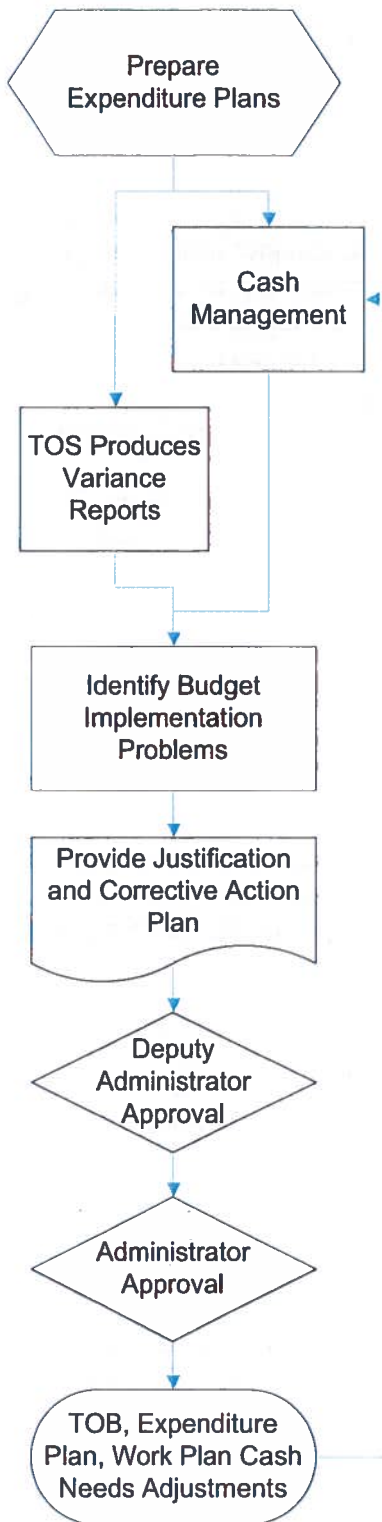 Prepare
Expenditure Plans
Cash
Management
TOS Produces
Variance
Reports
Identify Budget
Implementation
Problems
Provide Justification
and Corrective Action
Plan
Deputy
Administrator
Approval
Administrator
Approval
TOB, Expenditure
Plan, Work Plan Cash
Needs Adjustments